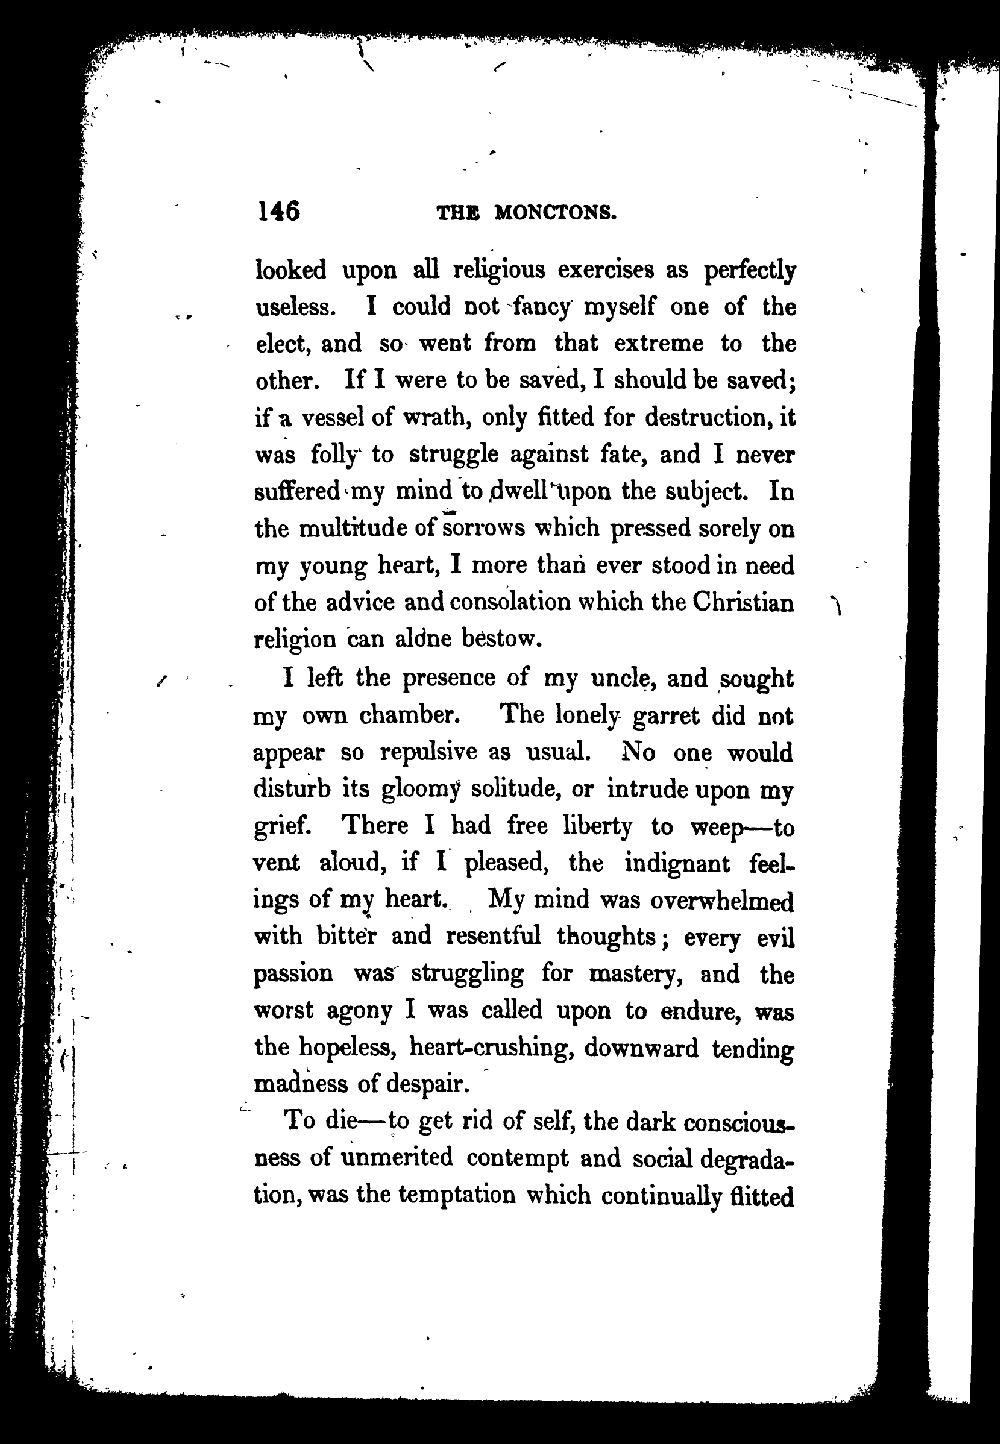 146 THE MONCTONS.
looked upon all religious exercises as perfectly
useless. I could not fancy myself one of the
elect, and so went from that extreme to the
other. If I were to be saved, I should be saved;
if a vessel of wrath, only fitted for destruction, it
was folly to struggle against fate, and I never
suffered my mind to dwell upon the subject. In
the multitude of sorrows which pressed sorely on
my young heart, I more than ever stood in need
of the advice and consolation which the Christian
religion can alone bestow.
I left the presence of my uncle, and sought
my own chamber. The lonely garret did not
appear so repulsive as usual. No one would
disturb its gloomy solitude, or intrude upon my
grief. There I had free liberty to weep—to
vent aloud, if I pleased, the indignant feel-
ings of my heart. My mind was overwhelmed
with bitter and resentful thoughts; every evil
passion was struggling for mastery, and the
worst agony I was called upon to endure, was
the hopeless, heart-crushing, downward tending
madness of despair.
To die—to get rid of self, the dark conscious-
ness of unmerited contempt and social degrada-
tion, was the temptation which continually flitted